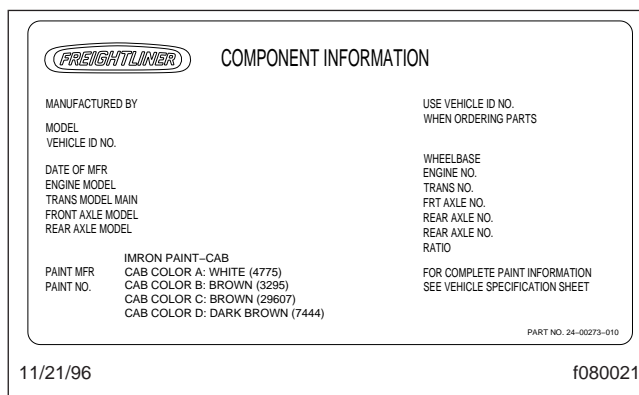 FREIGHTLINER COMPONENT INFORMATION
MANUFACTURED BY
MODEL
VEHICLE ID NO.
DATE OF MFR
ENGINE MODEL
TRANS MODEL MAIN
FRONT AXLE MODEL
REAR AXLE MODEL
USE VEHICLE ID NO.
WHEN ORDERING PARTS
WHEELBASE
ENGINE NO.
TRANS NO.
FRT AXLE NO.
REAR AXLE NO.
REAR AXLE NO.
RATIO
IMRON PAINT–CAB
PAINT MFR CAB COLOR A: WHITE (4775)
PAINT NO. CAB COLOR B: BROWN (3295)
CAB COLOR C: BROWN (29607)
CAB COLOR D: DARK BROWN (7444)
FOR COMPLETE PAINT INFORMATION
SEE VEHICLE SPECIFICATION SHEET
PART NO. 24–00273–010
11/21/96 f080021